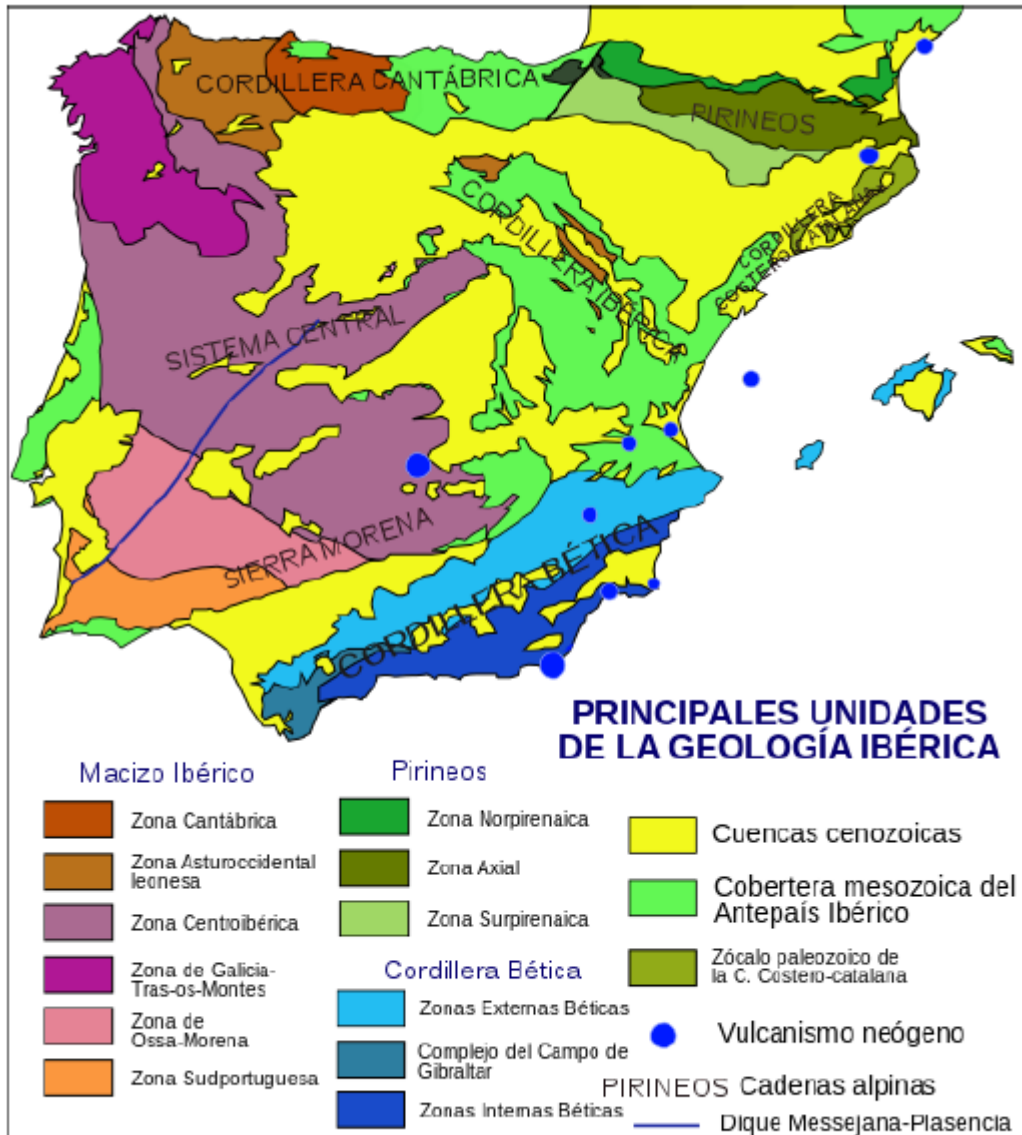 CORDILLERA CANTÁBRICA
PIRINEOS
CORDILLERA IBÉRICA
CORDILLERA
COSTERO CATALANA
SISTEMA CENTRAL
SIERRA MORENA
CORDILLERA BÉTICA
PRINCIPALES UNIDADES
DE LA GEOLOGÍA IBÉRICA
Macizo Ibérico
Zona Cantábrica
Zona Asturoccidental
leonesa
Zona Centroibérica
Zona de Galicia-
Tras-os-Montes
Zona de
Ossa-Morena
Zona Sudportuguesa
Pirineos
Zona Norpirenaica
Zona Axial
Zona Surpirenaica
Cordillera Bética
Zonas Externas Béticas
Complejo del Campo de
Gibraltar
Zonas Internas Béticas
Cuencas cenozoicas
Cobertera mesozoica del
Antepaís Ibérico
Zócalo paleozoico de
la C. Costero-catalana
Vulcanismo neógeno
PIRINEOS Cadenas alpinas
Dique Messejana-Plasencia